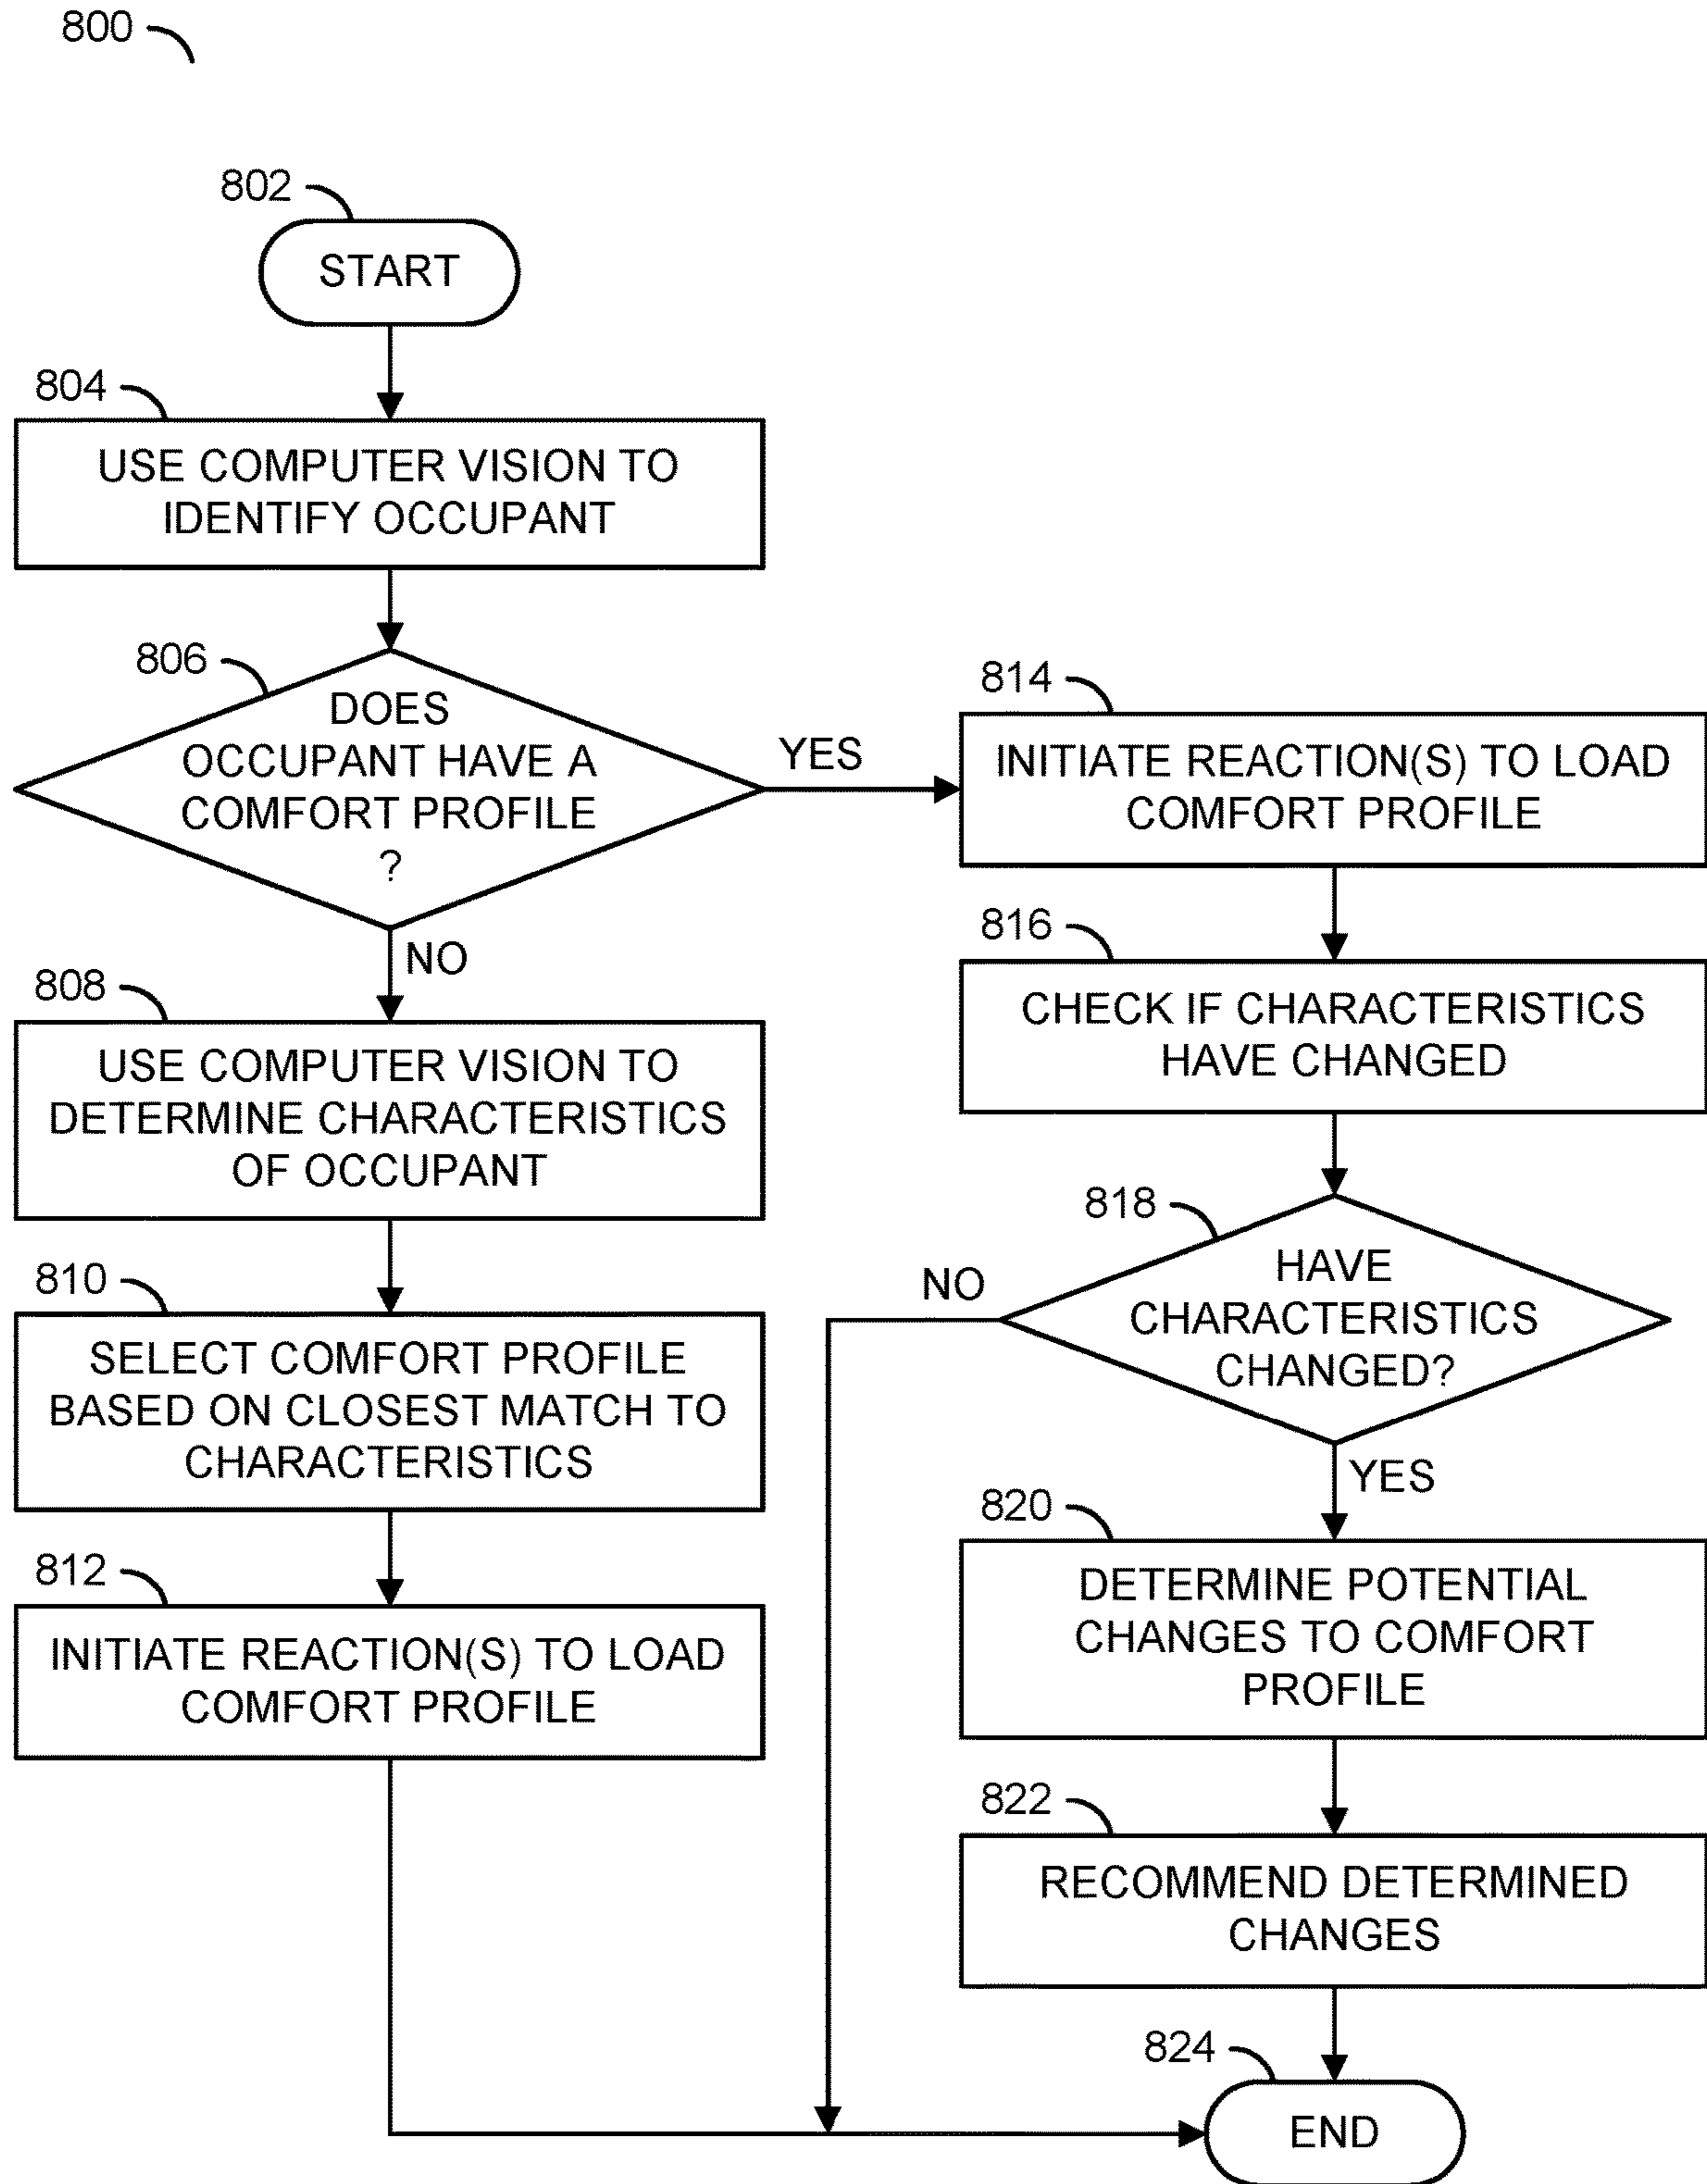 800
802
START
804
USE COMPUTER VISION TO
IDENTIFY OCCUPANT
806
DOES
OCCUPANT HAVE A
COMFORT PROFILE
?
YES
NO
808
USE COMPUTER VISION TO
DETERMINE CHARACTERISTICS
OF OCCUPANT
810
SELECT COMFORT PROFILE
BASED ON CLOSEST MATCH TO
CHARACTERISTICS
812
INITIATE REACTION(S) TO LOAD
COMFORT PROFILE
814
INITIATE REACTION(S) TO LOAD
COMFORT PROFILE
816
CHECK IF CHARACTERISTICS
HAVE CHANGED
818
HAVE
CHARACTERISTICS
CHANGED?
NO
YES
820
DETERMINE POTENTIAL
CHANGES TO COMFORT
PROFILE
822
RECOMMEND DETERMINED
CHANGES
824
END